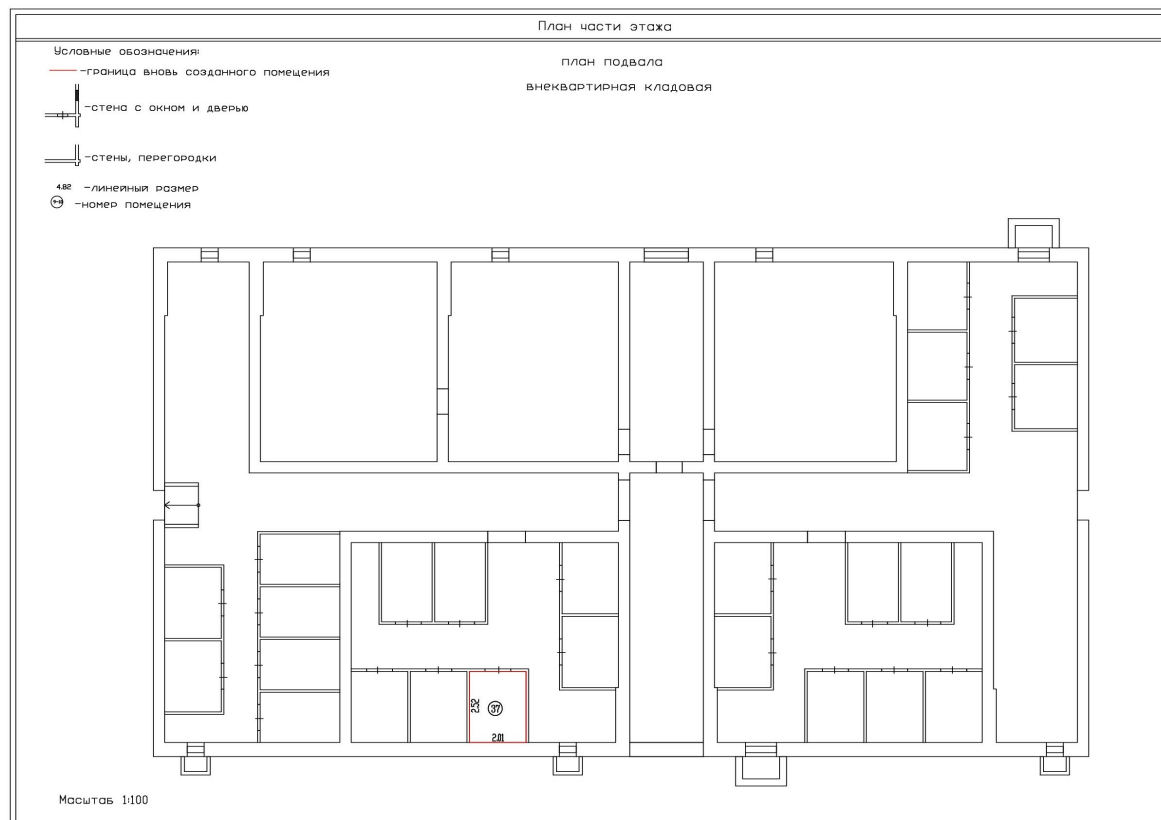 План части этажа
Условные обозначения:
план подвала
-граница вновь созданного помещения
внеквартирная кладовая
-стена с окном и дверью
-стены, перегородки
4.82 -линейный размер
-номер помещения
2.52
37
2.01
Масштаб 1:100